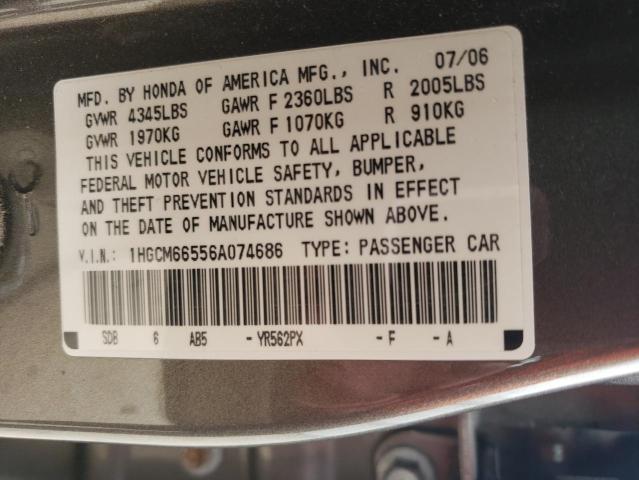 MFD. BY HONDA OF AMERICA MFG., INC. 07/06
GVWR 4345LBS GAWR F 2360LBS R 2005LBS
GVWR 1970KG GAWR F 1070KG R 910KG
THIS VEHICLE CONFORMS TO ALL APPLICABLE
FEDERAL MOTOR VEHICLE SAFETY, BUMPER,
AND THEFT PREVENTION STANDARDS IN EFFECT
ON THE DATE OF MANUFACTURE SHOWN ABOVE.
V.I.N.: 1HGCM66556A074686 TYPE: PASSENGER CAR
SDB 6 AB5 - YR562PX - F - A